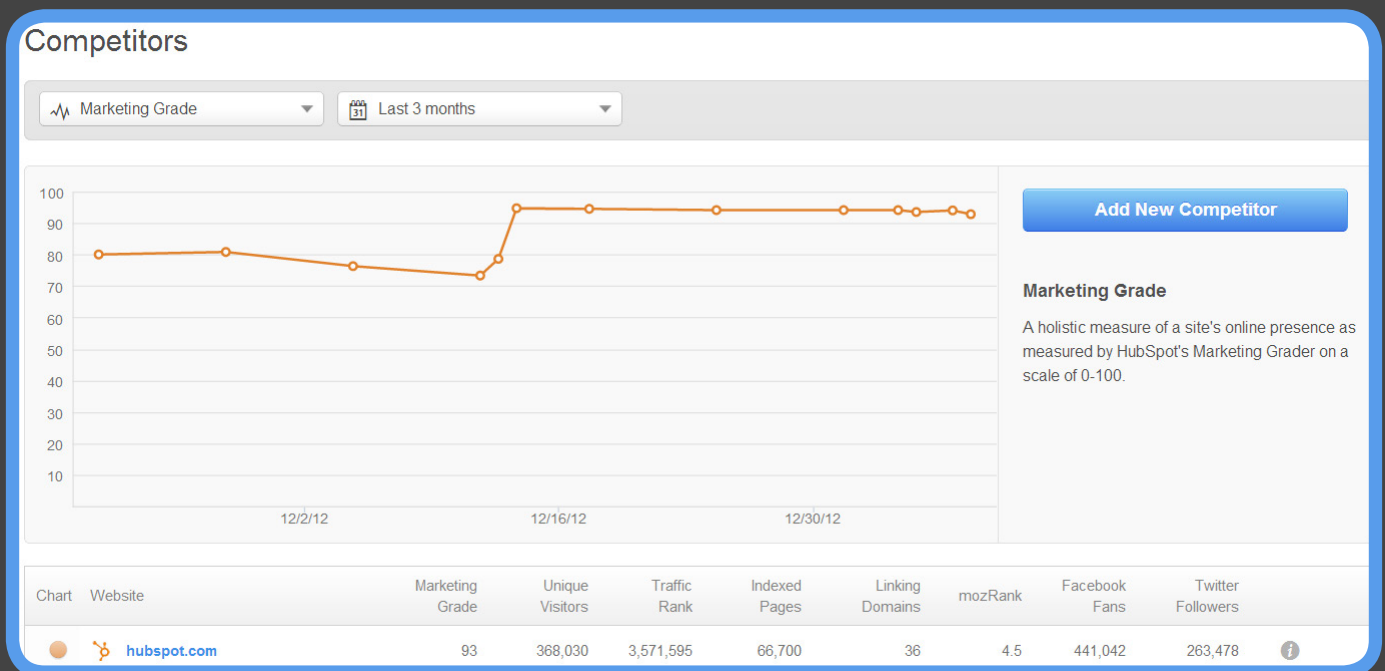 Competitors
Marketing Grade
31 Last 3 months
100
90
80
70
60
50
40
30
20
10
12/2/12 12/16/12 12/30/12
Add New Competitor
Marketing Grade
A holistic measure of a site's online presence as
measured by HubSpot's Marketing Grader on a
scale of 0-100.
Chart Website Marketing Grade Unique Visitors Traffic Rank Indexed Pages Linking Domains mozRank Facebook Fans Twitter Followers
hubspot.com 93 368,030 3,571,595 66,700 36 4.5 441,042 263,478 i